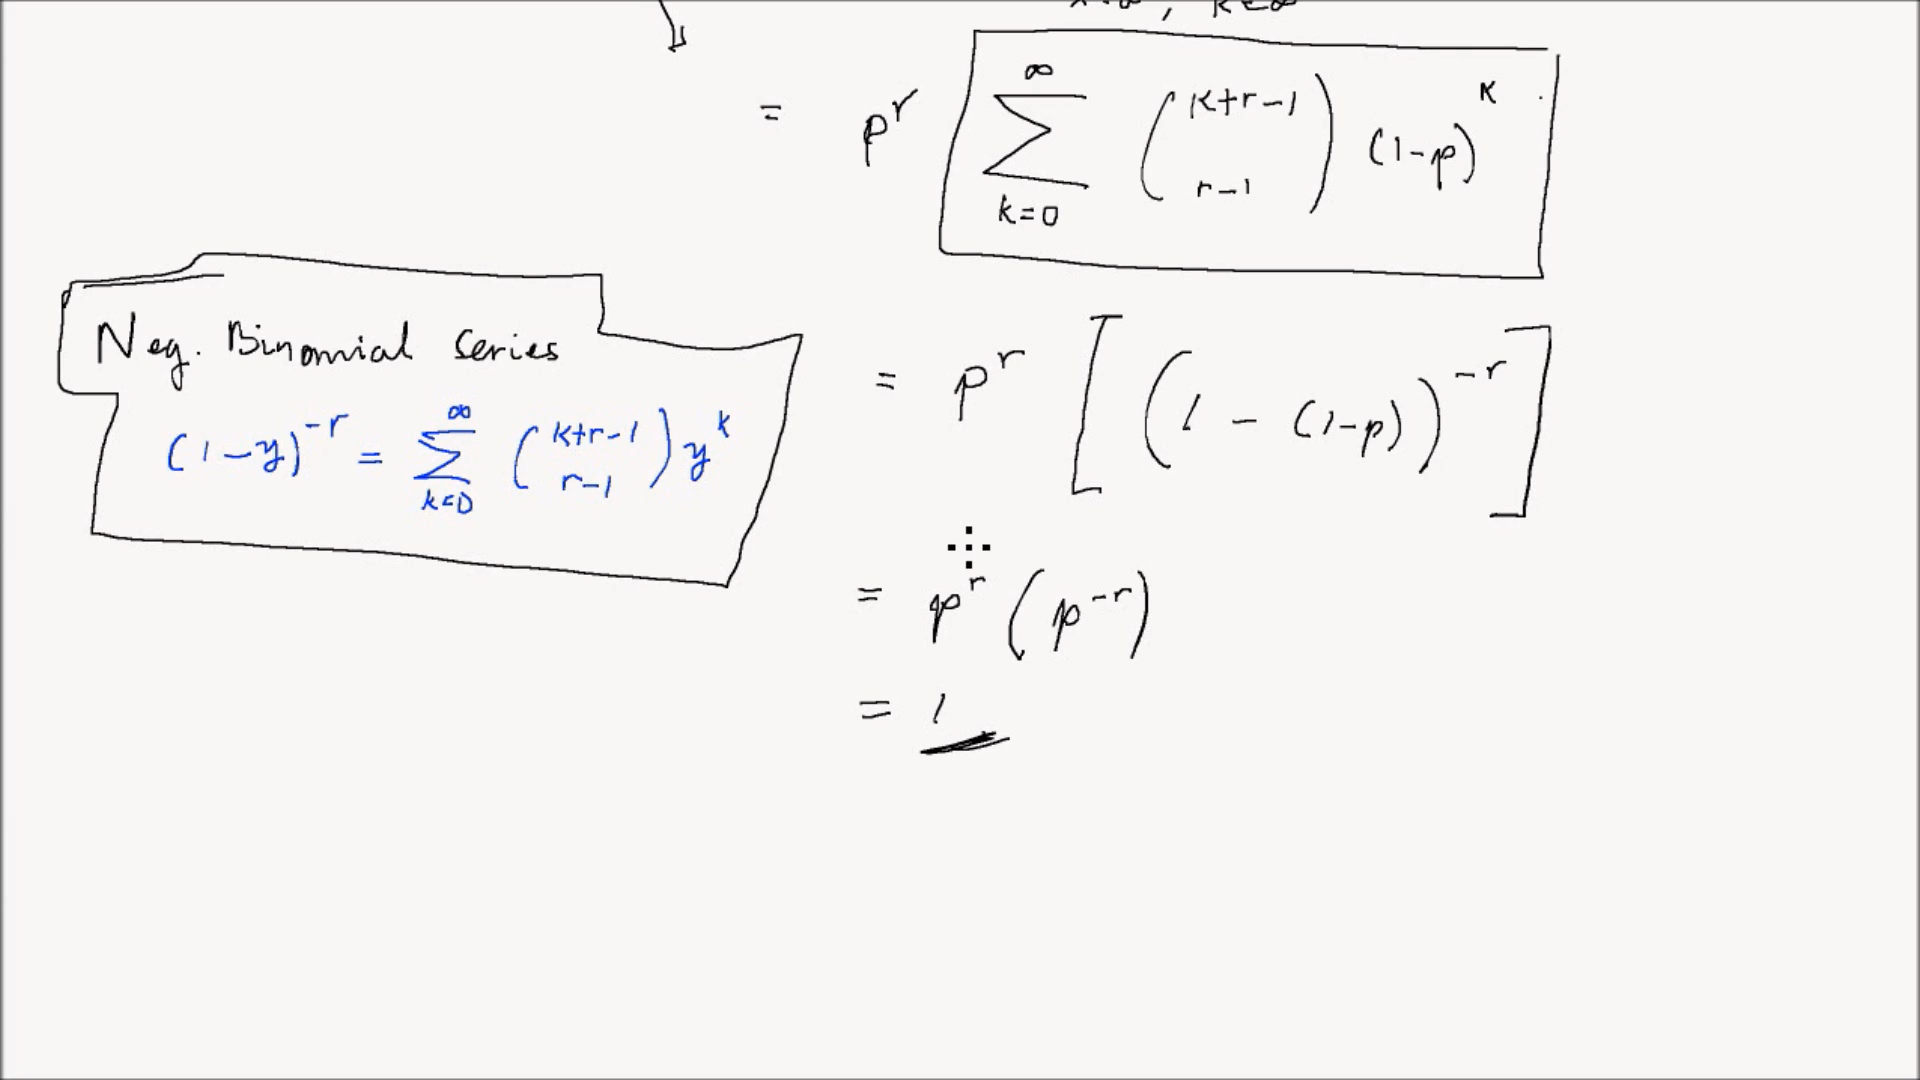 = p^r ∑_{k=0}^{∞} (k+r-1 choose r-1) (1-p)^k
Neg. Binomial Series
(1-y)^{-r} = ∑_{k=0}^{∞} (k+r-1 choose r-1) y^k
= p^r [(1 - (1-p))^{-r}]
= p^r (p^{-r})
= 1